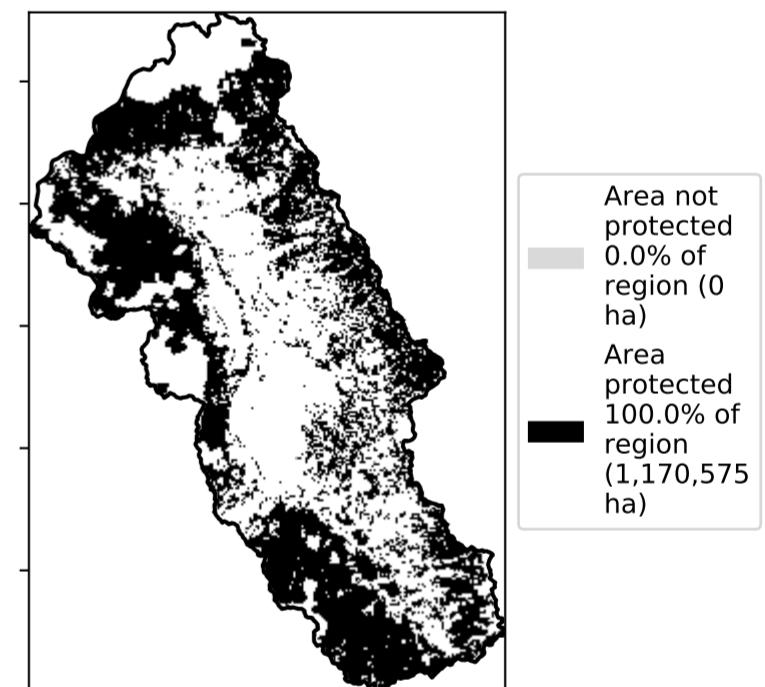 Area not
protected
0.0% of
region (0
ha)
Area
protected
100.0% of
region
(1,170,575
ha)